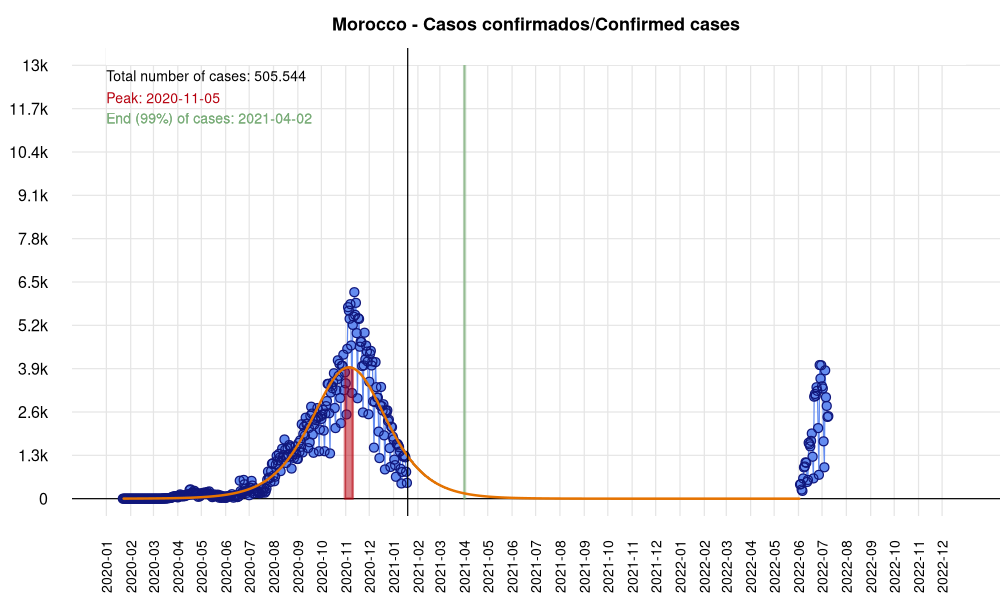 Morocco - Casos confirmados/Confirmed cases
Total number of cases: 505.544
Peak: 2020-11-05
End (99%) of cases: 2021-04-02
13k
11.7k
10.4k
9.1k
7.8k
6.5k
5.2k
3.9k
2.6k
1.3k
0
2020-01
2020-02
2020-03
2020-04
2020-05
2020-06
2020-07
2020-08
2020-09
2020-10
2020-11
2020-12
2021-01
2021-02
2021-03
2021-04
2021-05
2021-06
2021-07
2021-08
2021-09
2021-10
2021-11
2021-12
2022-01
2022-02
2022-03
2022-04
2022-05
2022-06
2022-07
2022-08
2022-09
2022-10
2022-11
2022-12